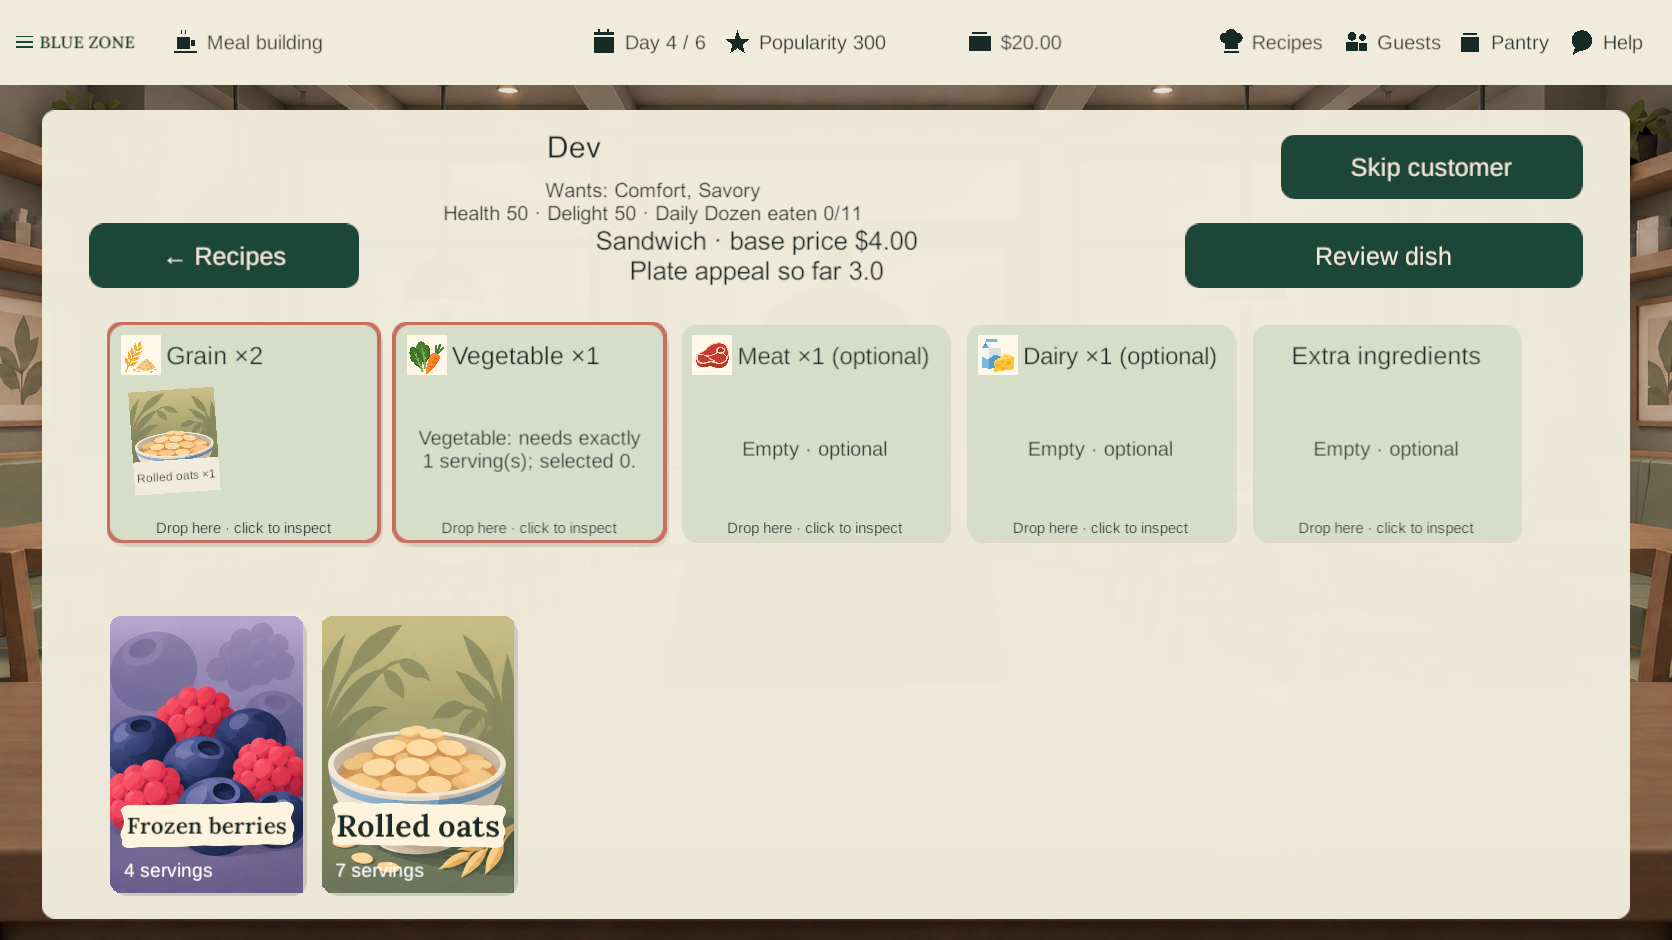 BLUE ZONE
Meal building
Day 4 / 6
Popularity 300
$20.00
Recipes
Guests
Pantry
Help
Dev
Wants: Comfort, Savory
Health 50 · Delight 50 · Daily Dozen eaten 0/11
Sandwich · base price $4.00
Plate appeal so far 3.0
Skip customer
← Recipes
Review dish
Grain ×2
Rolled oats ×1
Drop here · click to inspect
Vegetable ×1
Vegetable: needs exactly
1 serving(s); selected 0.
Drop here · click to inspect
Meat ×1 (optional)
Empty · optional
Drop here · click to inspect
Dairy ×1 (optional)
Empty · optional
Drop here · click to inspect
Extra ingredients
Empty · optional
Drop here · click to inspect
Frozen berries
4 servings
Rolled oats
7 servings